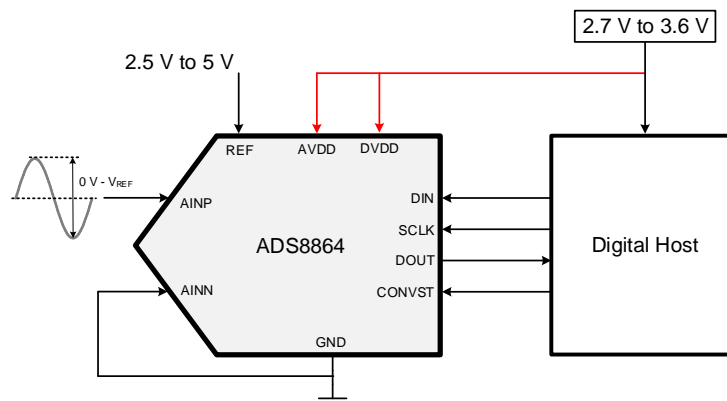 2.7 V to 3.6 V
2.5 V to 5 V
REF
AVDD
DVDD
0 V - VREF
AINP
DIN
SCLK
ADS8864
DOUT
Digital Host
AINN
CONVST
GND